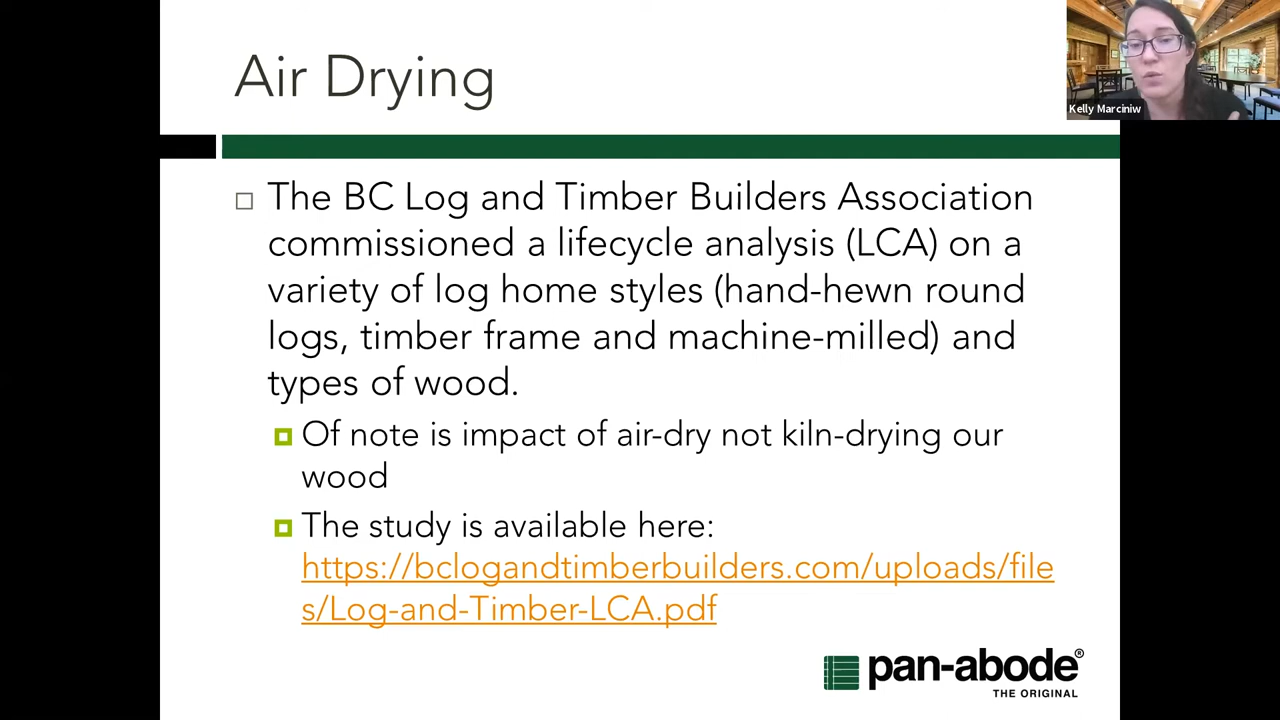 Air Drying
Kelly Marciniw
The BC Log and Timber Builders Association
commissioned a lifecycle analysis (LCA) on a
variety of log home styles (hand-hewn round
logs, timber frame and machine-milled) and
types of wood.
Of note is impact of air-dry not kiln-drying our
wood
The study is available here:
https://bclogandtimberbuilders.com/uploads/file
s/Log-and-Timber-LCA.pdf
pan-abode®
THE ORIGINAL